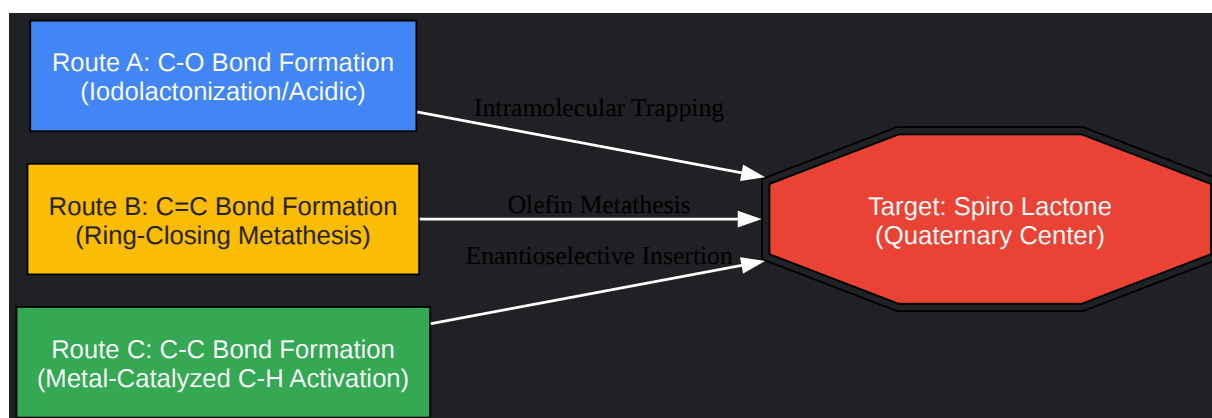 Route A: C-O Bond Formation
(Iodolactonization/Acidic)
Intramolecular Trapping
Route B: C=C Bond Formation
(Ring-Closing Metathesis)
Olefin Metathesis
Target: Spiro Lactone
(Quaternary Center)
Enantioselective Insertion
Route C: C-C Bond Formation
(Metal-Catalyzed C-H Activation)